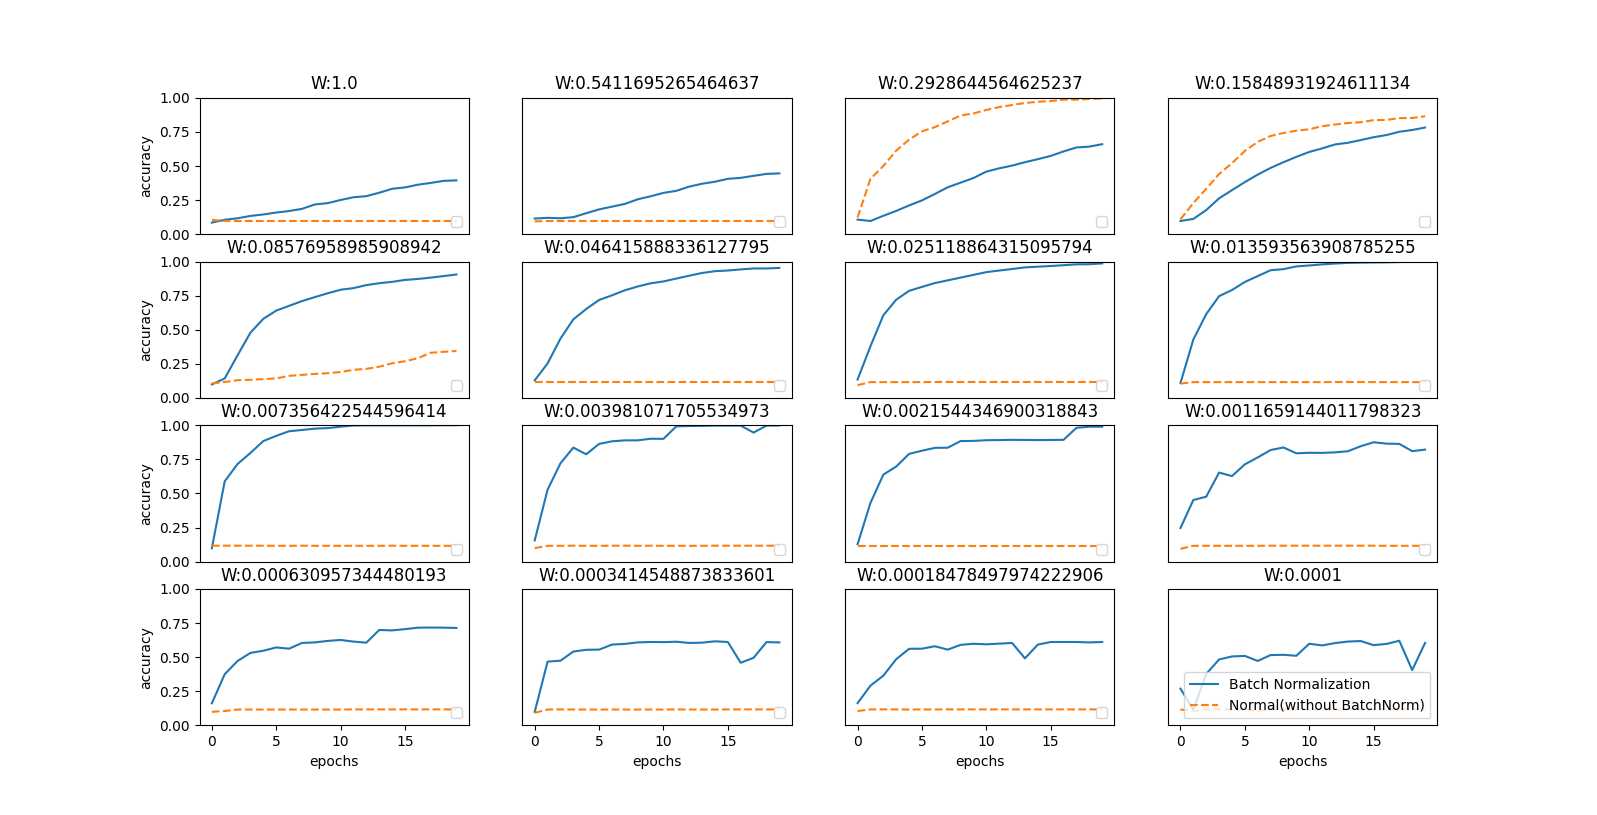 W:1.0
W:0.5411695265464637
W:0.2928644564625237
W:0.15848931924611134
1.00
0.75
0.50
0.25
0.00
accuracy
W:0.08576958985908942
W:0.046415888336127795
W:0.025118864315095794
W:0.013593563908785255
1.00
0.75
0.50
0.25
0.00
accuracy
W:0.007356422544596414
W:0.003981071705534973
W:0.0021544346900318843
W:0.0011659144011798323
1.00
0.75
0.50
0.25
0.00
accuracy
W:0.000630957344480193
W:0.00034145488738336​01
W:0.00018478497974222906
W:0.0001
1.00
0.75
0.50
0.25
0.00
accuracy
Batch Normalization
Normal(without BatchNorm)
0 5 10 15
0 5 10 15
0 5 10 15
0 5 10 15
epochs
epochs
epochs
epochs